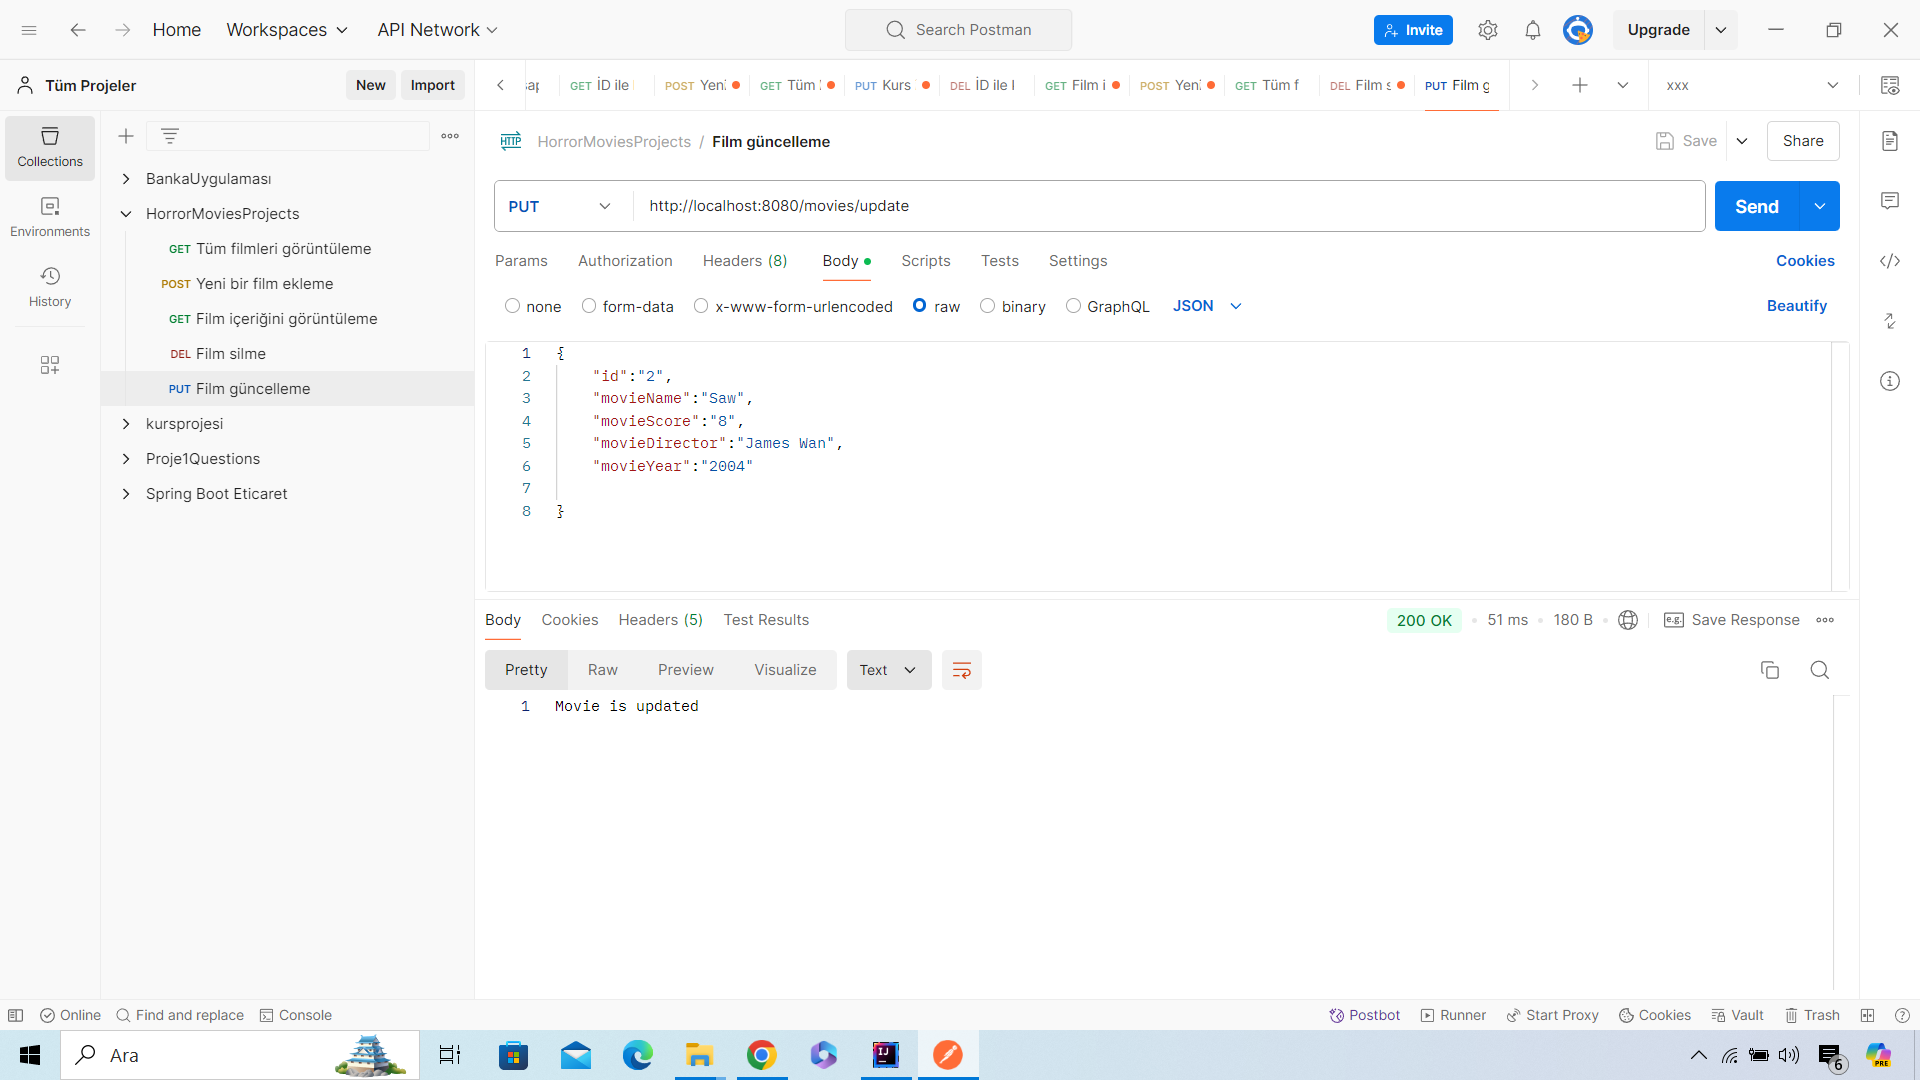 Home Workspaces API Network Search Postman Invite Upgrade
Tüm Projeler New Import
GET İD ile POST Yeni GET Tüm PUT Kurs DEL İD ile GET Film i POST Yeni GET Tüm f DEL Film s PUT Film g xxx
Collections
Environments
History
BankaUygulaması
HorrorMoviesProjects
GET Tüm filmleri görüntüleme
POST Yeni bir film ekleme
GET Film içeriğini görüntüleme
DEL Film silme
PUT Film güncelleme
kursprojesi
Proje1Questions
Spring Boot Eticaret
HTTP HorrorMoviesProjects / Film güncelleme Save Share
PUT http://localhost:8080/movies/update Send
Params Authorization Headers (8) Body Scripts Tests Settings Cookies
none form-data x-www-form-urlencoded raw binary GraphQL JSON Beautify
1 {
2 "id":"2",
3 "movieName":"Saw",
4 "movieScore":"8",
5 "movieDirector":"James Wan",
6 "movieYear":"2004"
7
8 }
Body Cookies Headers (5) Test Results 200 OK 51 ms 180 B e.g. Save Response
Pretty Raw Preview Visualize Text
1 Movie is updated
Online Find and replace Console Postbot Runner Start Proxy Cookies Vault Trash
Ara IJ 6 PRE